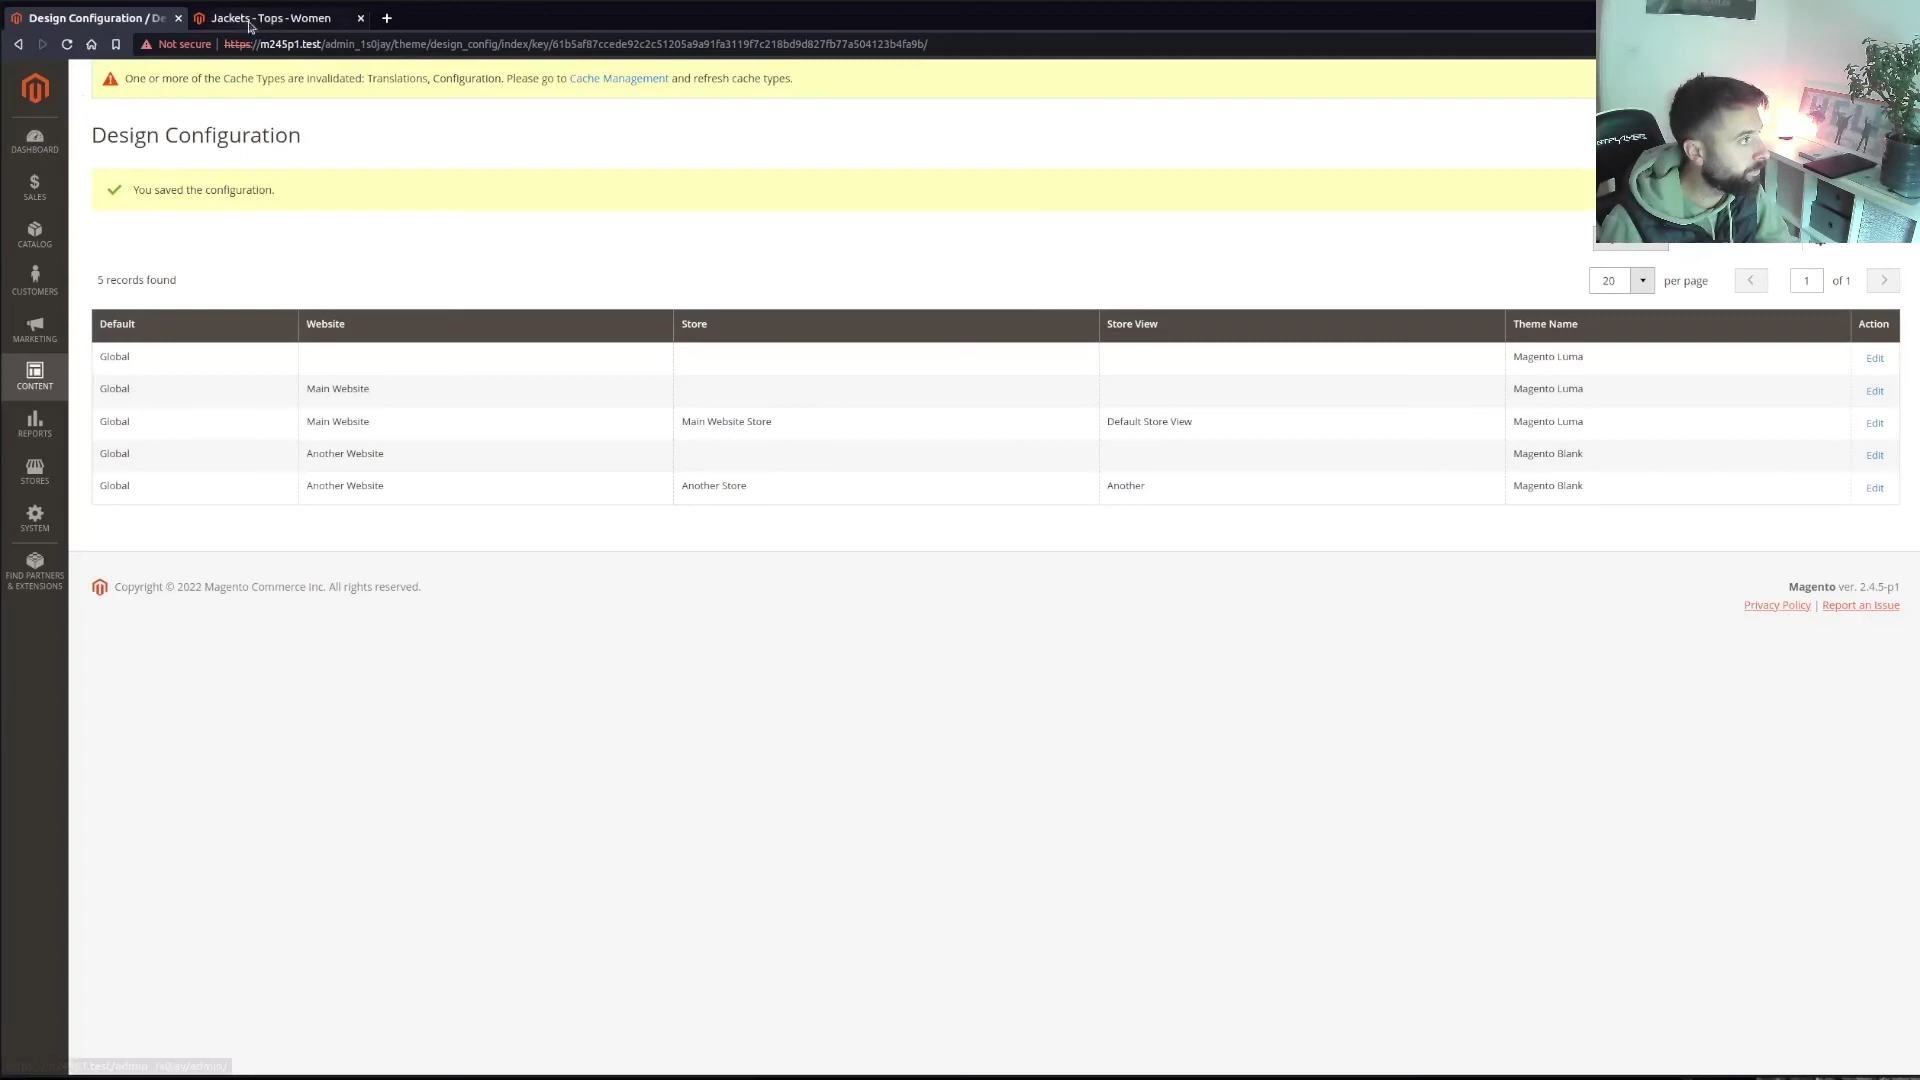 Design Configuration / De
Jackets - Tops - Women
Not secure
https://m245p1.test/admin_1s0jay/theme/design_config/index/key/61b5af87ccede92c2c51205a9a91fa3119f7c218bd9d827fb77a504123b4fa9b/
One or more of the Cache Types are invalidated: Translations, Configuration. Please go to Cache Management and refresh cache types.
DASHBOARD
SALES
CATALOG
CUSTOMERS
MARKETING
CONTENT
REPORTS
STORES
SYSTEM
FIND PARTNERS
& EXTENSIONS
Design Configuration
You saved the configuration.
5 records found
20 per page 1 of 1
Default Website Store Store View Theme Name Action
Global Magento Luma Edit
Global Main Website Magento Luma Edit
Global Main Website Main Website Store Default Store View Magento Luma Edit
Global Another Website Magento Blank Edit
Global Another Website Another Store Another Magento Blank Edit
Copyright © 2022 Magento Commerce Inc. All rights reserved.
Magento ver. 2.4.5-p1
Privacy Policy | Report an Issue